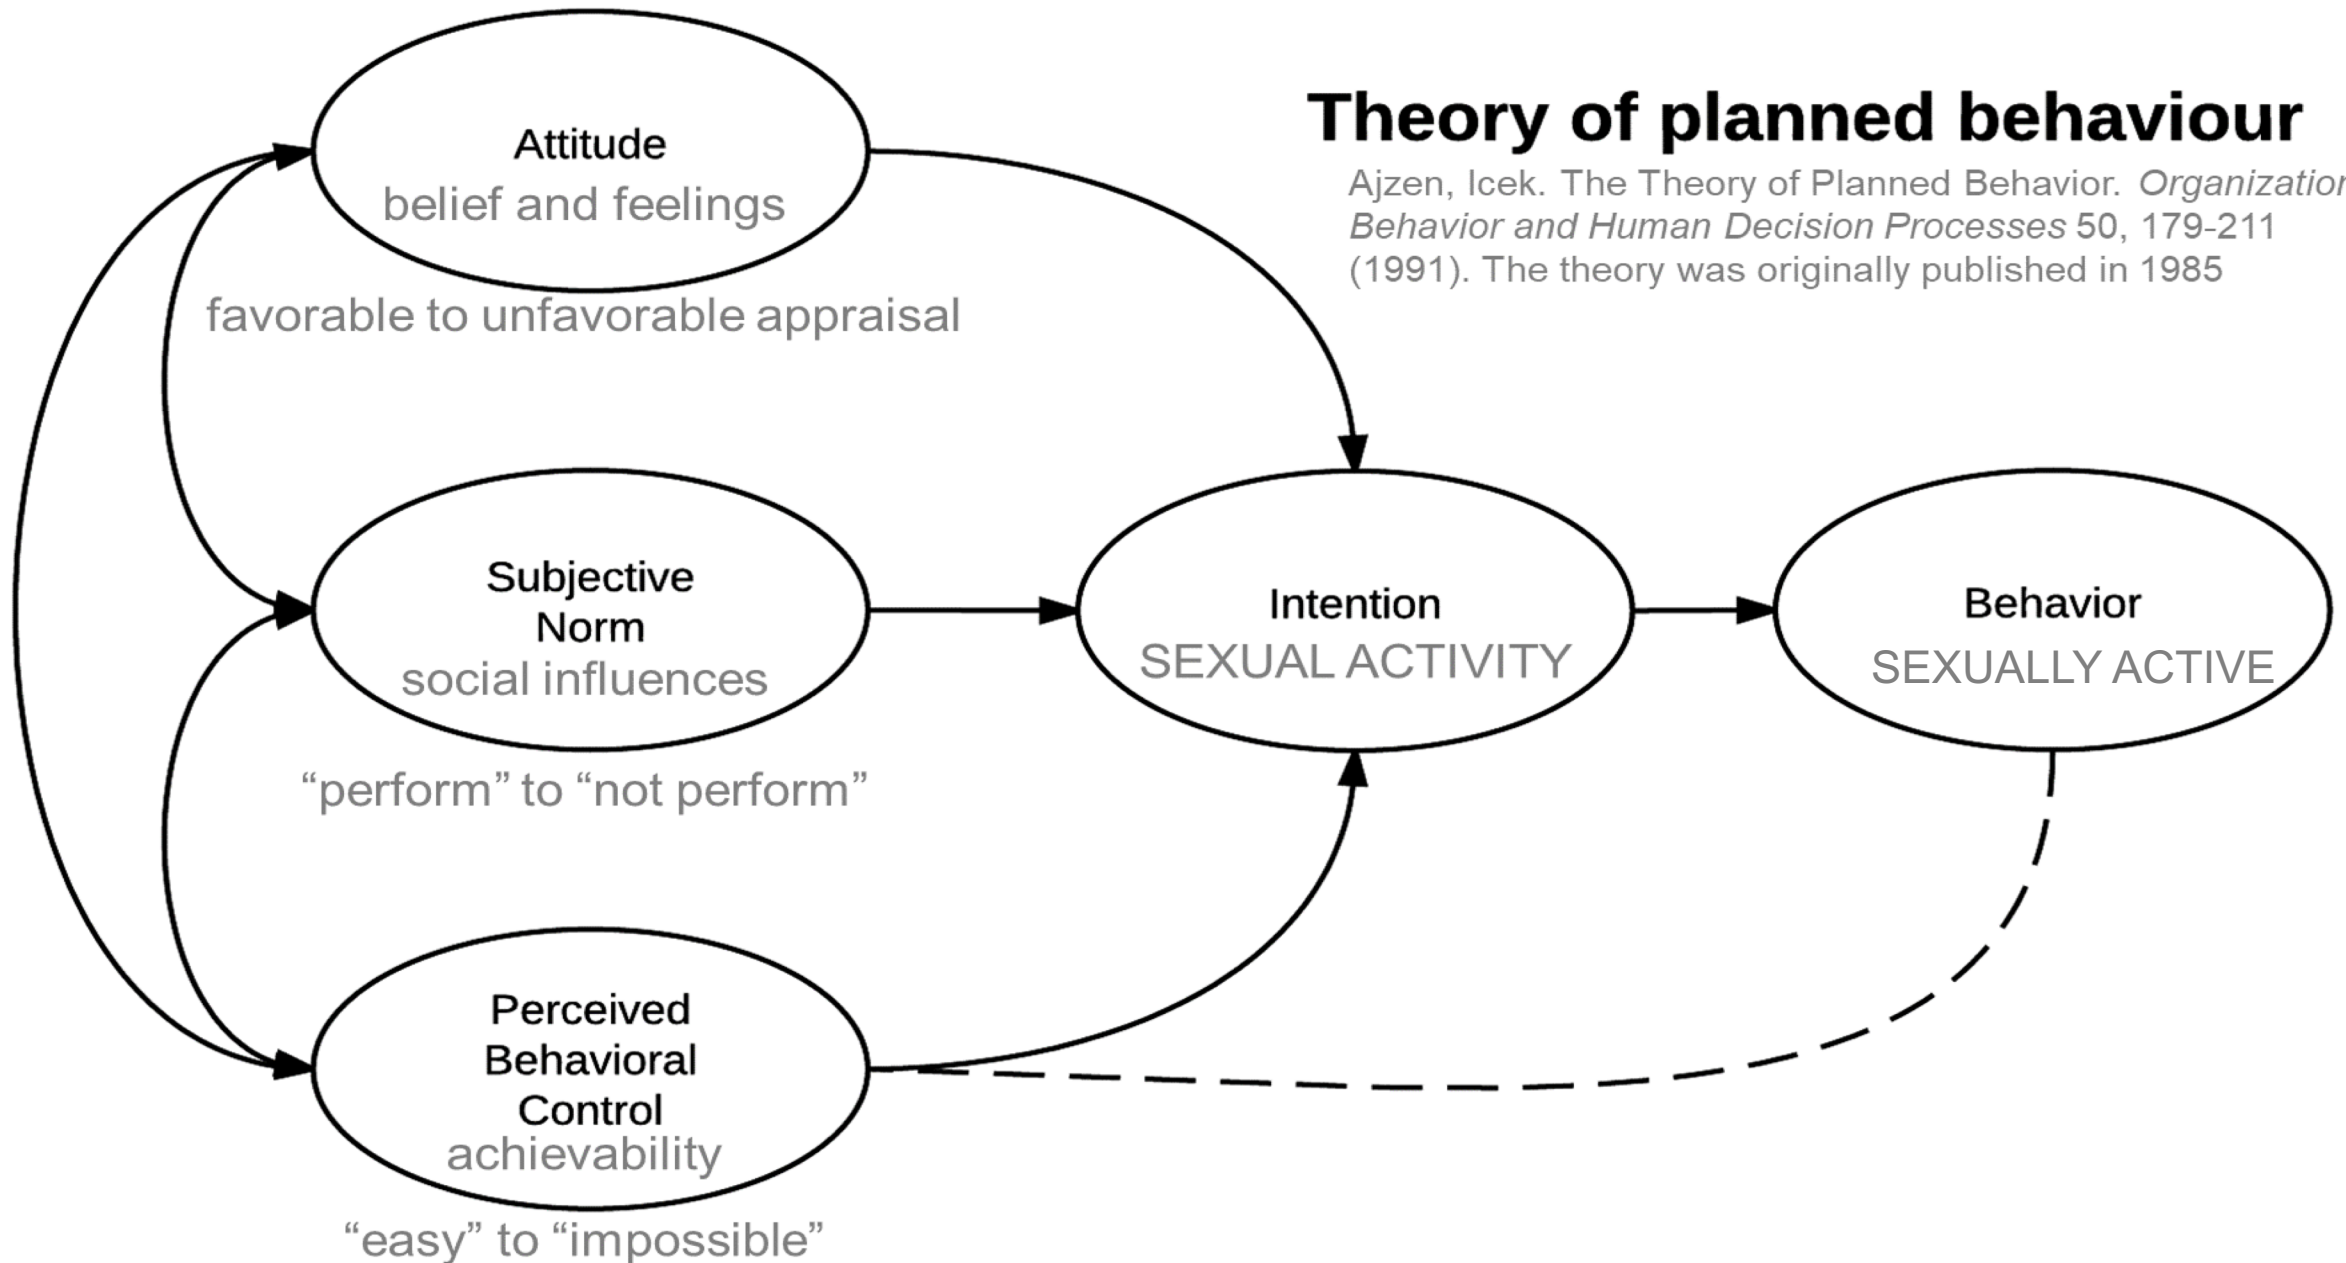 Theory of planned behaviour
Ajzen, Icek. The Theory of Planned Behavior. Organization
Behavior and Human Decision Processes 50, 179-211
(1991). The theory was originally published in 1985
Attitude
belief and feelings
favorable to unfavorable appraisal
Subjective
Norm
social influences
“perform” to “not perform”
Perceived
Behavioral
Control
achievability
“easy” to “impossible”
Intention
SEXUAL ACTIVITY
Behavior
SEXUALLY ACTIVE